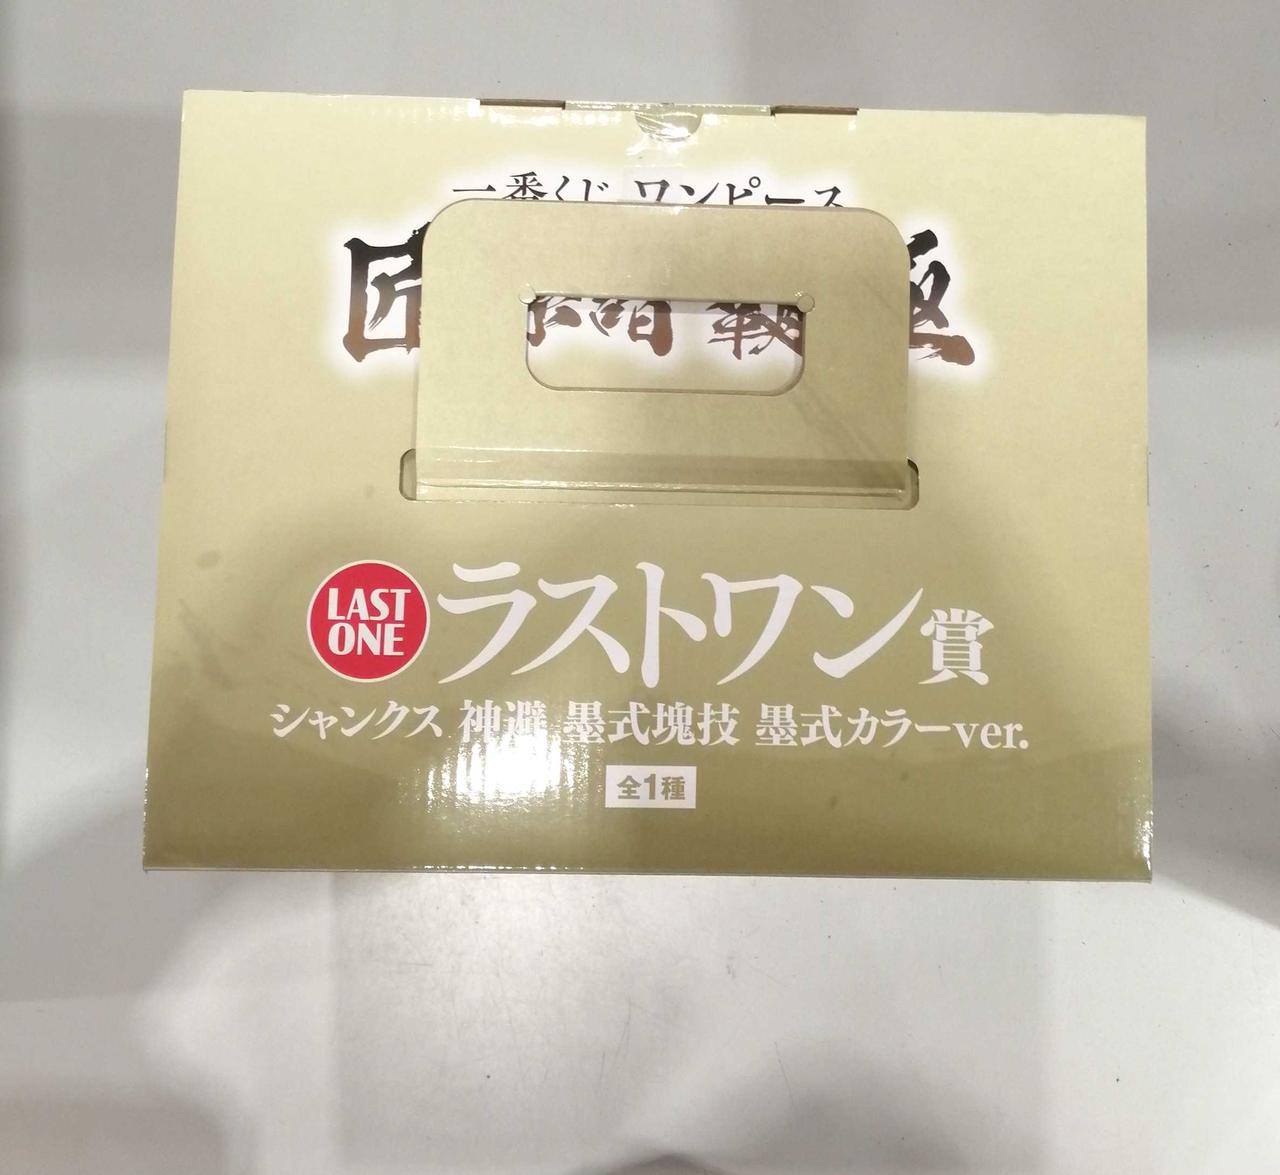 一番くじ ワンピース
匠
LAST
ONE
ラストワン賞
シャンクス 神避 墨式塊技 墨式カラーver.
全1種